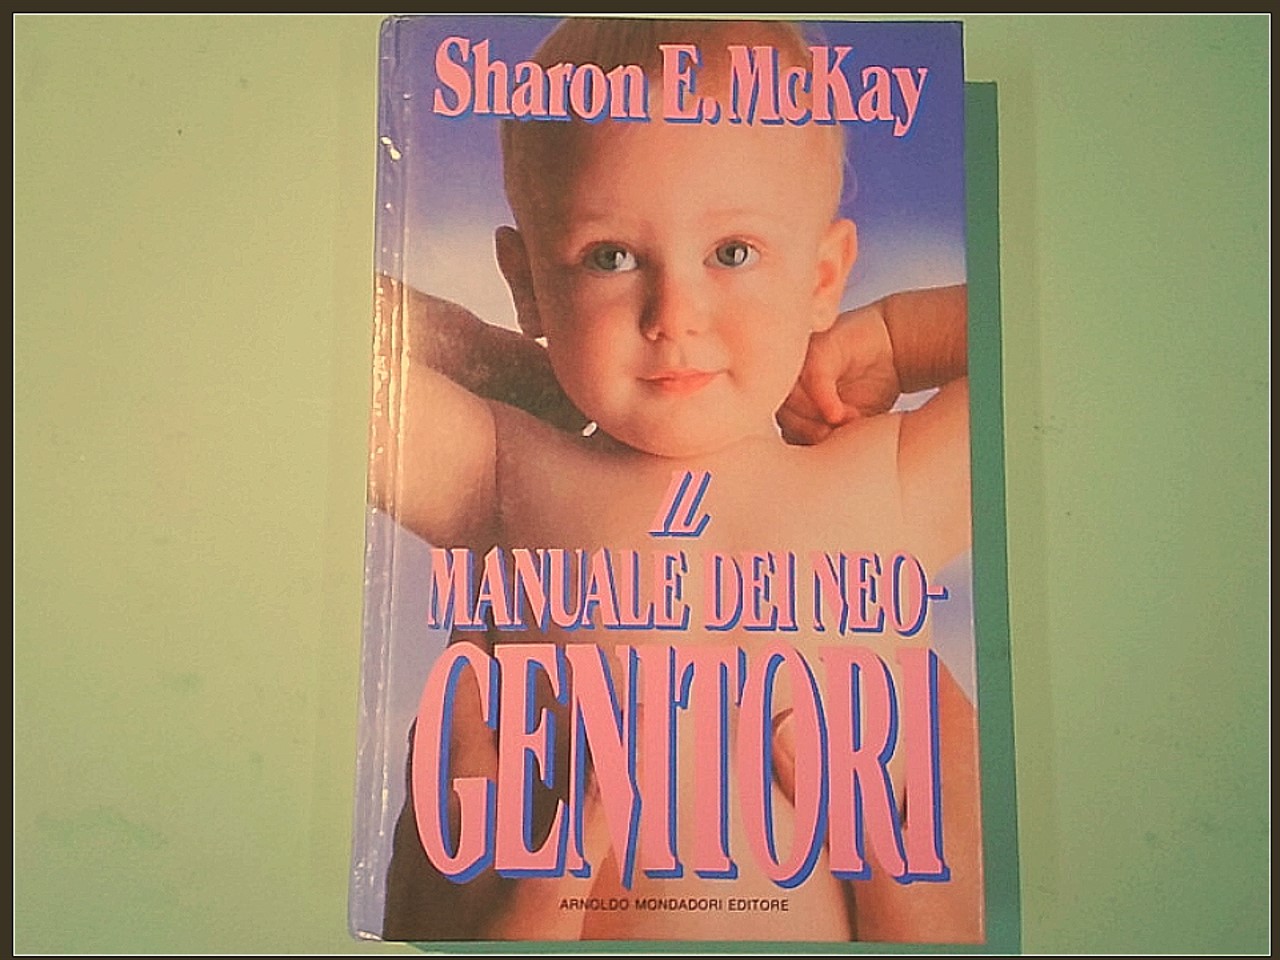 Sharon E. McKay
IL
MANUALE DEI NEO-
GENITORI
ARNOLDO MONDADORI EDITORE